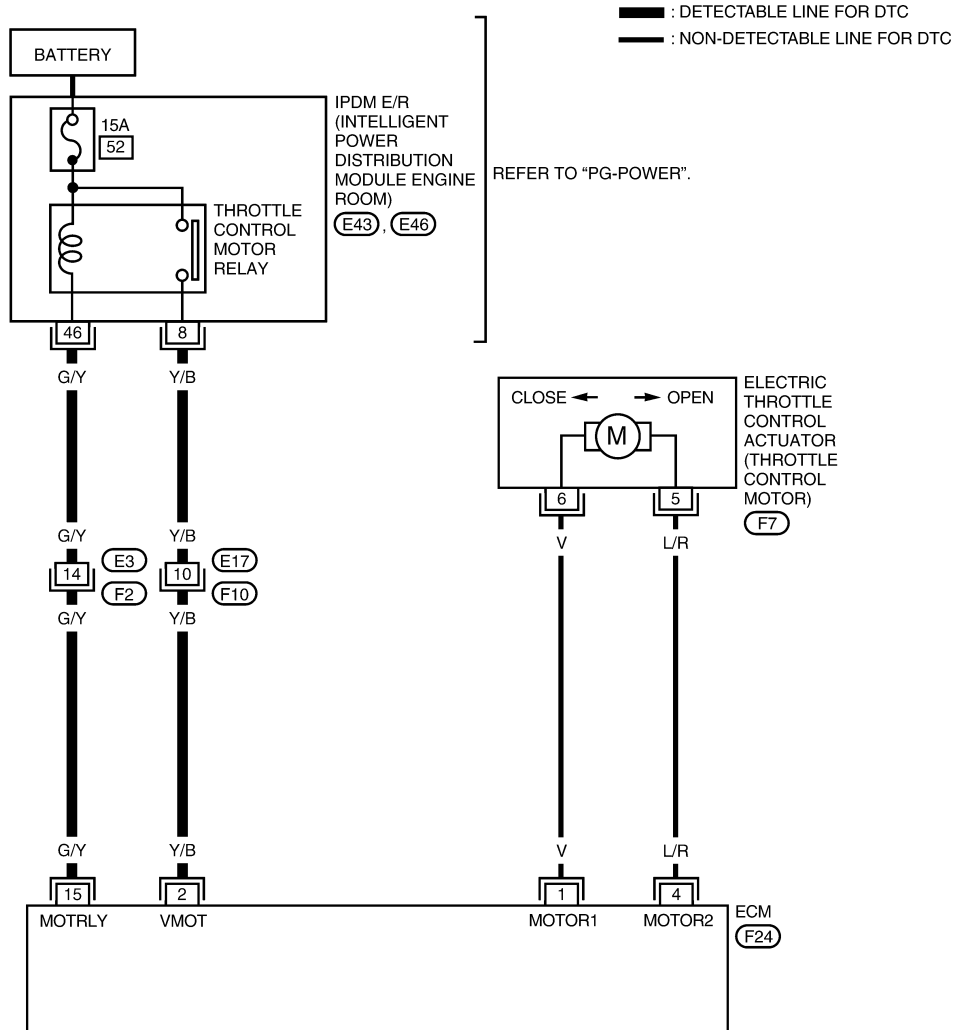 : DETECTABLE LINE FOR DTC
: NON-DETECTABLE LINE FOR DTC
BATTERY
15A
52
IPDM E/R
(INTELLIGENT
POWER
DISTRIBUTION
MODULE ENGINE
ROOM)
E43 , E46
REFER TO “PG-POWER”.
THROTTLE
CONTROL
MOTOR
RELAY
46
8
G/Y
Y/B
CLOSE
OPEN
M
ELECTRIC
THROTTLE
CONTROL
ACTUATOR
(THROTTLE
CONTROL
MOTOR)
F7
6
5
V
L/R
G/Y
Y/B
14
E3
F2
10
E17
F10
G/Y
Y/B
G/Y
Y/B
V
L/R
15
2
1
4
MOTRLY
VMOT
MOTOR1
MOTOR2
ECM
F24